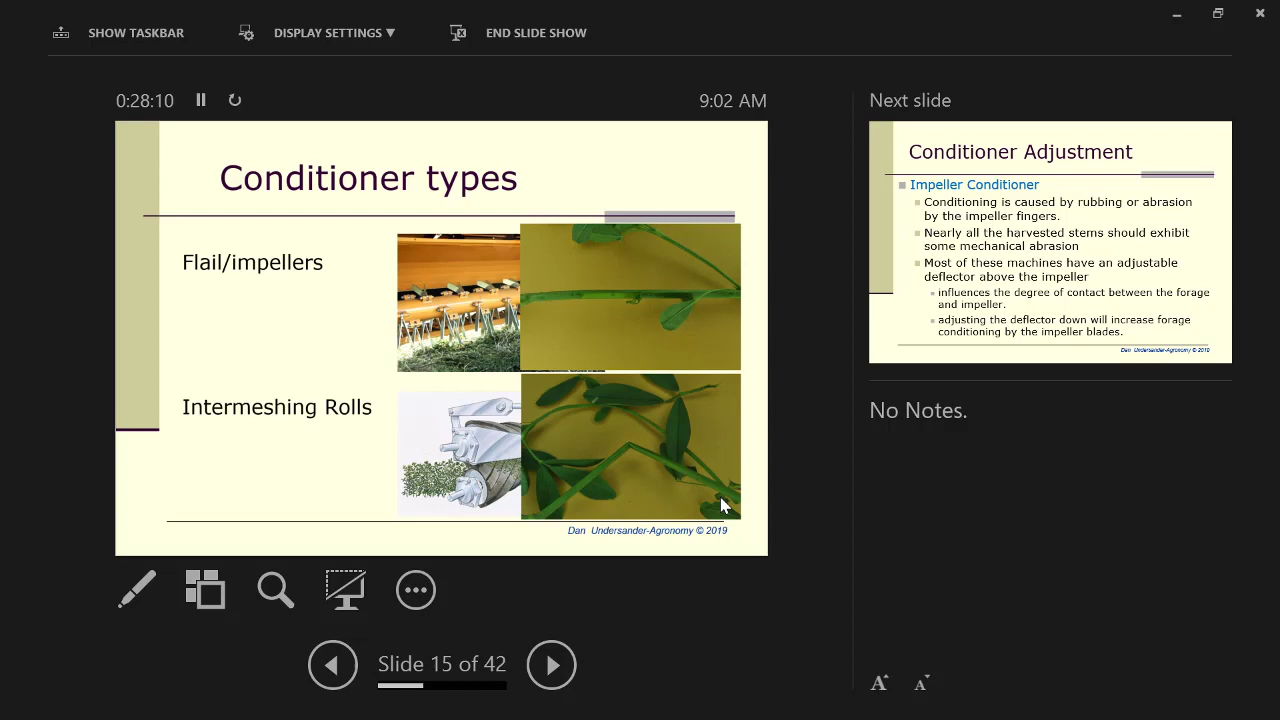 SHOW TASKBAR
DISPLAY SETTINGS ▼
END SLIDE SHOW
0:28:10
9:02 AM
Conditioner types
Flail/impellers
Intermeshing Rolls
Dan Undersander-Agronomy © 2019
Slide 15 of 42
Next slide
Conditioner Adjustment
Impeller Conditioner
Conditioning is caused by rubbing or abrasion
by the impeller fingers.
Nearly all the harvested stems should exhibit
some mechanical abrasion
Most of these machines have an adjustable
deflector above the impeller
influences the degree of contact between the forage
and impeller.
adjusting the deflector down will increase forage
conditioning by the impeller blades.
Dan Undersander-Agronomy © 2019
No Notes.
A A